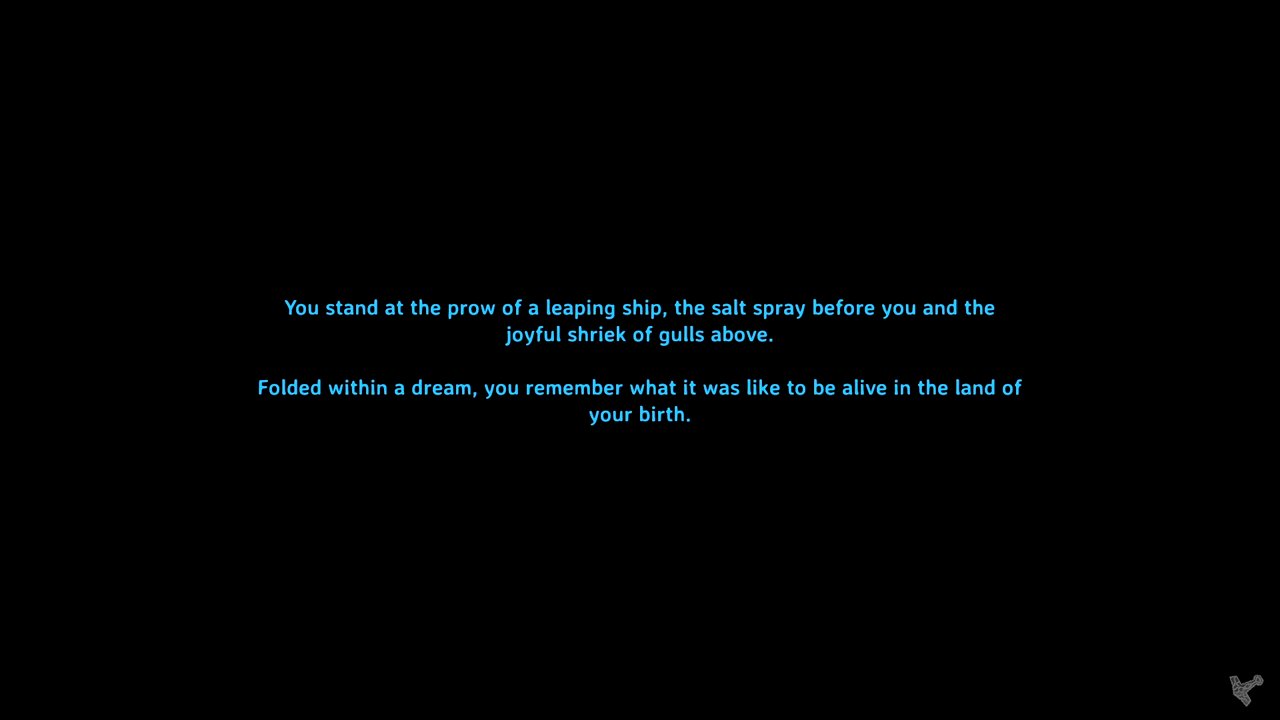 You stand at the prow of a leaping ship, the salt spray before you and the
joyful shriek of gulls above.
Folded within a dream, you remember what it was like to be alive in the land of
your birth.